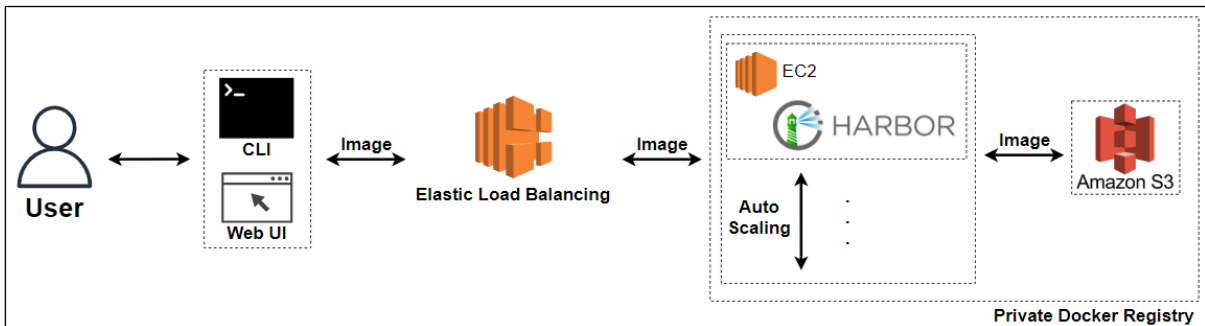 User
>_
CLI
Web UI
Image
Elastic Load Balancing
Image
EC2
HARBOR
Auto
Scaling
Image
Amazon S3
Private Docker Registry